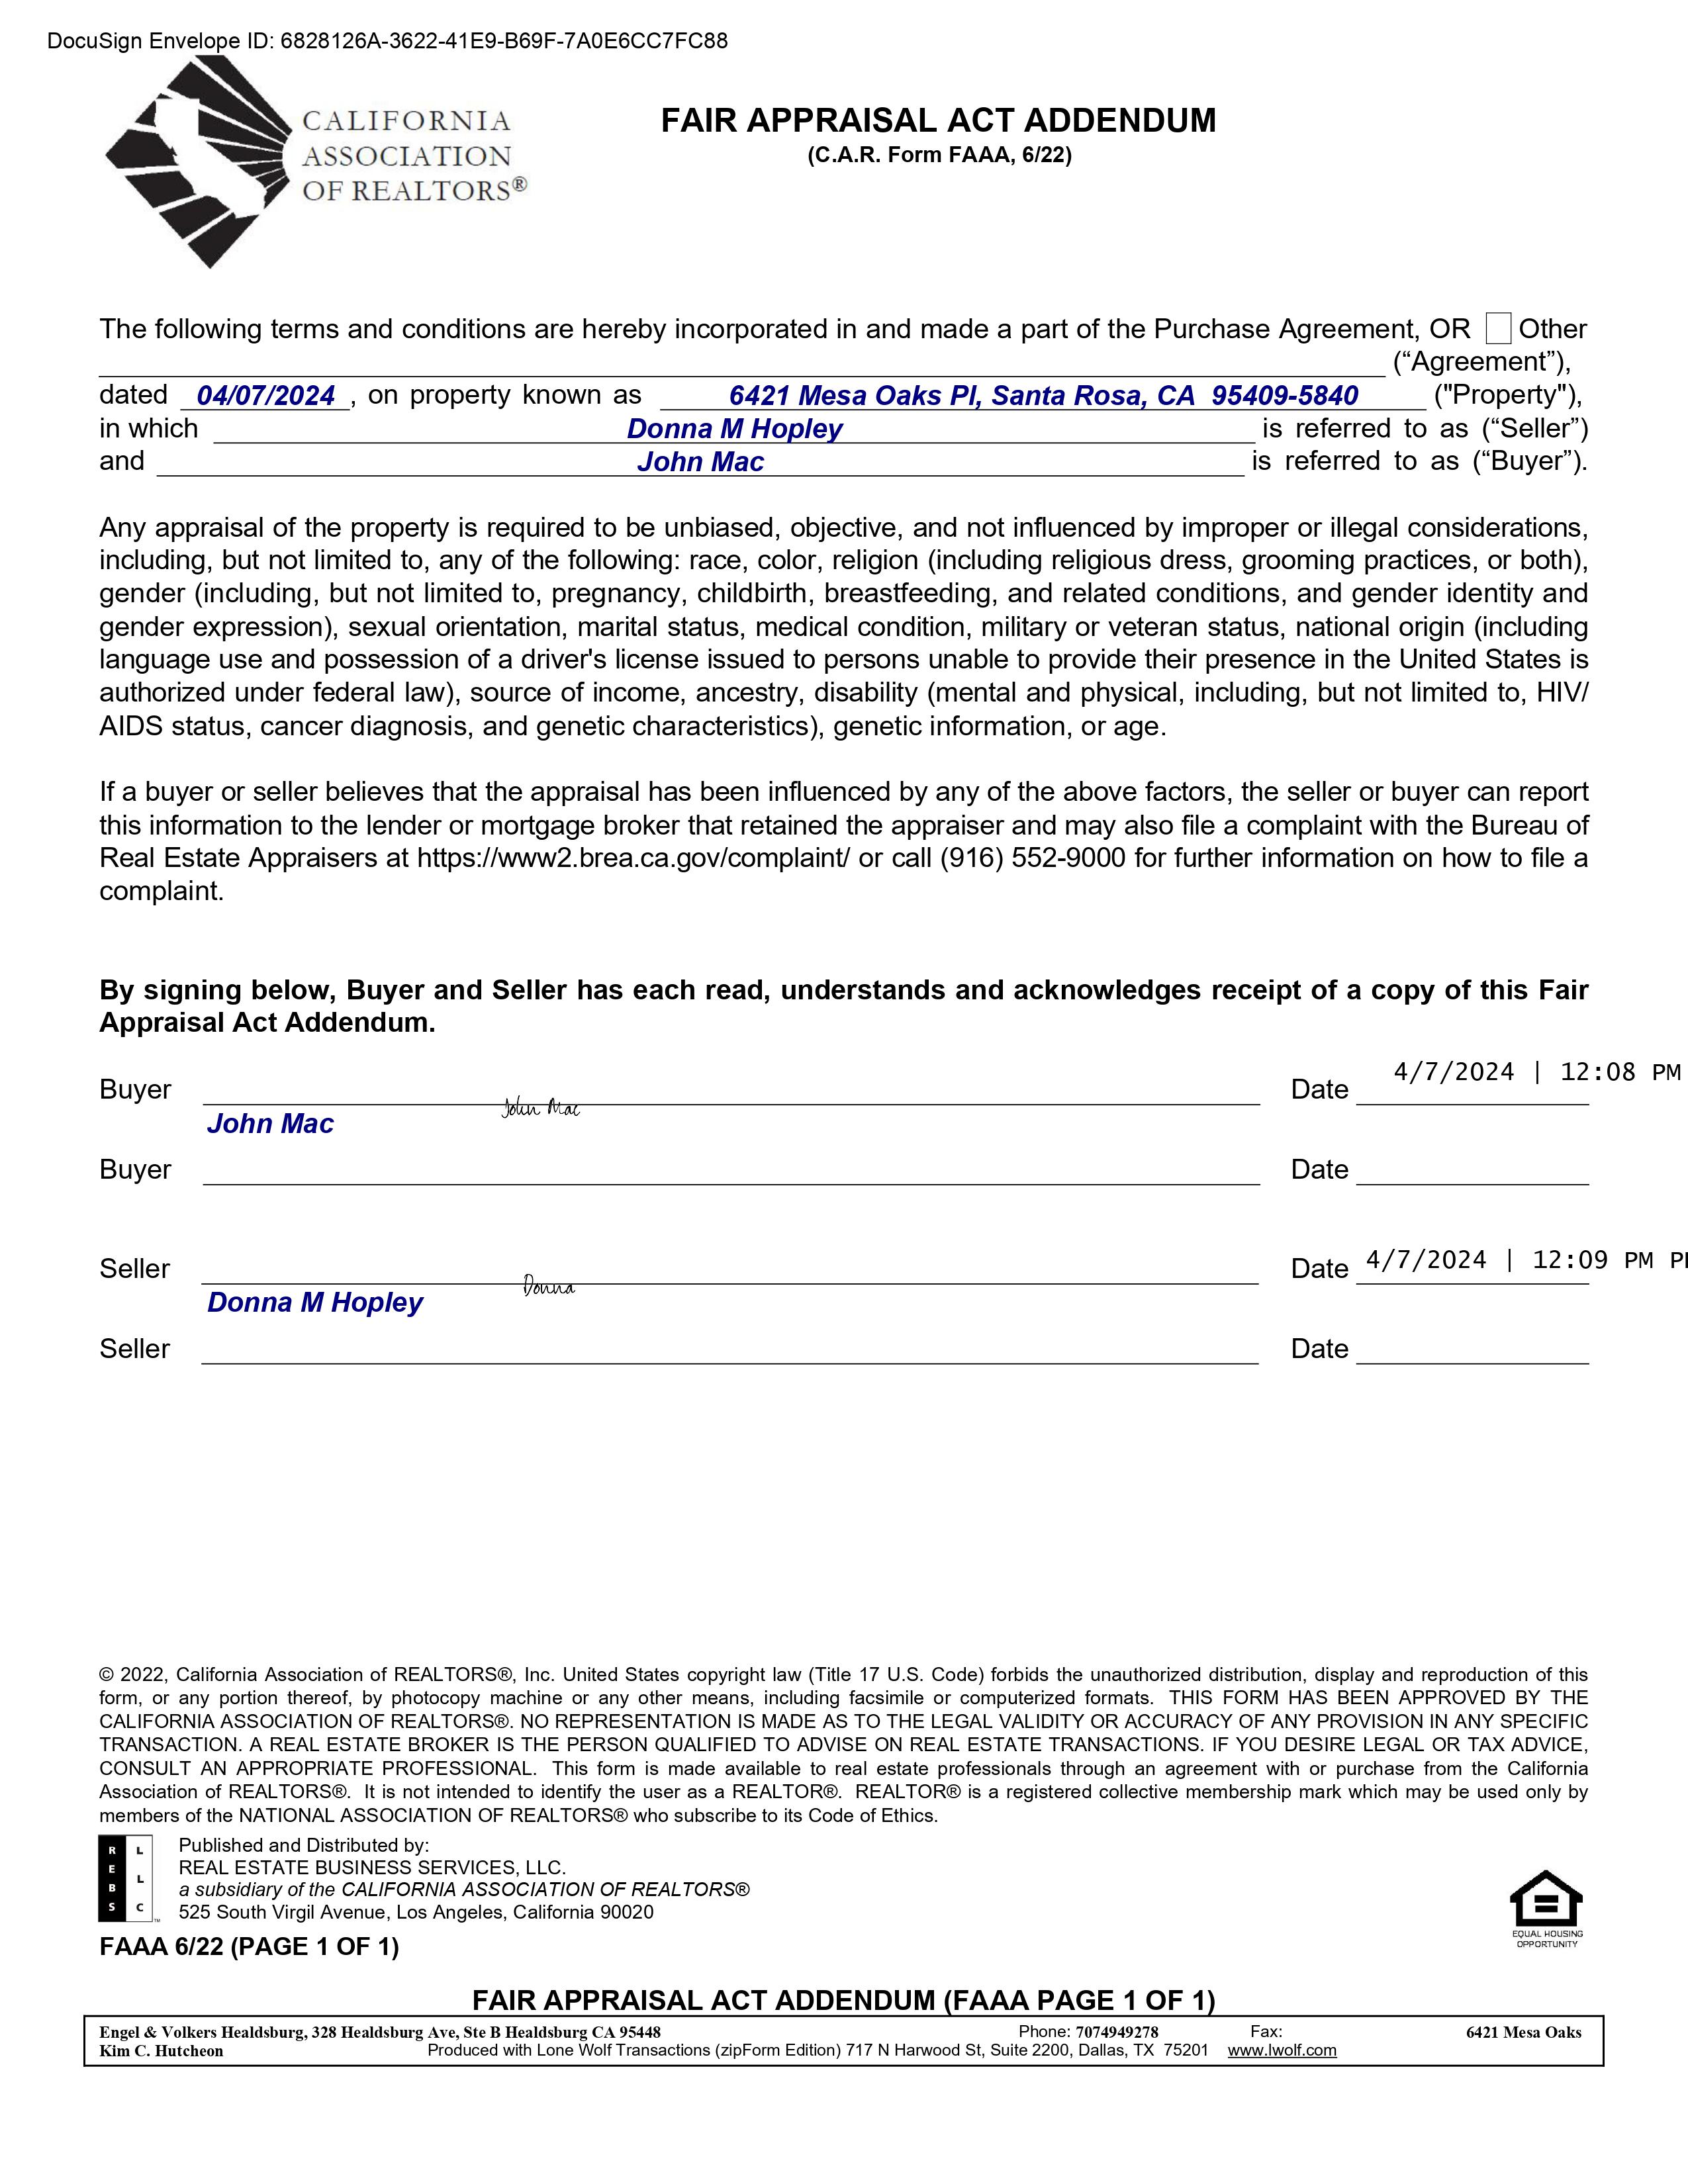 DocuSign Envelope ID: 6828126A-3622-41E9-B69F-7A0E6CC7FC88
CALIFORNIA
ASSOCIATION
OF REALTORS®
FAIR APPRAISAL ACT ADDENDUM
(C.A.R. Form FAAA, 6/22)
The following terms and conditions are hereby incorporated in and made a part of the Purchase Agreement, OR Other
(“Agreement”),
dated 04/07/2024 , on property known as 6421 Mesa Oaks Pl, Santa Rosa, CA 95409-5840 ("Property"),
in which Donna M Hopley is referred to as (“Seller”)
and John Mac is referred to as (“Buyer”).
Any appraisal of the property is required to be unbiased, objective, and not influenced by improper or illegal considerations,
including, but not limited to, any of the following: race, color, religion (including religious dress, grooming practices, or both),
gender (including, but not limited to, pregnancy, childbirth, breastfeeding, and related conditions, and gender identity and
gender expression), sexual orientation, marital status, medical condition, military or veteran status, national origin (including
language use and possession of a driver's license issued to persons unable to provide their presence in the United States is
authorized under federal law), source of income, ancestry, disability (mental and physical, including, but not limited to, HIV/
AIDS status, cancer diagnosis, and genetic characteristics), genetic information, or age.
If a buyer or seller believes that the appraisal has been influenced by any of the above factors, the seller or buyer can report
this information to the lender or mortgage broker that retained the appraiser and may also file a complaint with the Bureau of
Real Estate Appraisers at https://www2.brea.ca.gov/complaint/ or call (916) 552-9000 for further information on how to file a
complaint.
By signing below, Buyer and Seller has each read, understands and acknowledges receipt of a copy of this Fair
Appraisal Act Addendum.
Buyer John Mac Date 4/7/2024 | 12:08 PM
John Mac
Buyer Date
Seller Donna Date 4/7/2024 | 12:09 PM
Donna M Hopley
Seller Date
© 2022, California Association of REALTORS®, Inc. United States copyright law (Title 17 U.S. Code) forbids the unauthorized distribution, display and reproduction of this
form, or any portion thereof, by photocopy machine or any other means, including facsimile or computerized formats. THIS FORM HAS BEEN APPROVED BY THE
CALIFORNIA ASSOCIATION OF REALTORS®. NO REPRESENTATION IS MADE AS TO THE LEGAL VALIDITY OR ACCURACY OF ANY PROVISION IN ANY SPECIFIC
TRANSACTION. A REAL ESTATE BROKER IS THE PERSON QUALIFIED TO ADVISE ON REAL ESTATE TRANSACTIONS. IF YOU DESIRE LEGAL OR TAX ADVICE,
CONSULT AN APPROPRIATE PROFESSIONAL. This form is made available to real estate professionals through an agreement with or purchase from the California
Association of REALTORS®. It is not intended to identify the user as a REALTOR®. REALTOR® is a registered collective membership mark which may be used only by
members of the NATIONAL ASSOCIATION OF REALTORS® who subscribe to its Code of Ethics.
REBS LLC ™
Published and Distributed by:
REAL ESTATE BUSINESS SERVICES, LLC.
a subsidiary of the CALIFORNIA ASSOCIATION OF REALTORS®
525 South Virgil Avenue, Los Angeles, California 90020
EQUAL HOUSING
OPPORTUNITY
FAAA 6/22 (PAGE 1 OF 1)
FAIR APPRAISAL ACT ADDENDUM (FAAA PAGE 1 OF 1)
Engel & Volkers Healdsburg, 328 Healdsburg Ave, Ste B Healdsburg CA 95448 Phone: 7074949278 Fax: 6421 Mesa Oaks
Kim C. Hutcheon Produced with Lone Wolf Transactions (zipForm Edition) 717 N Harwood St, Suite 2200, Dallas, TX 75201 www.lwolf.com